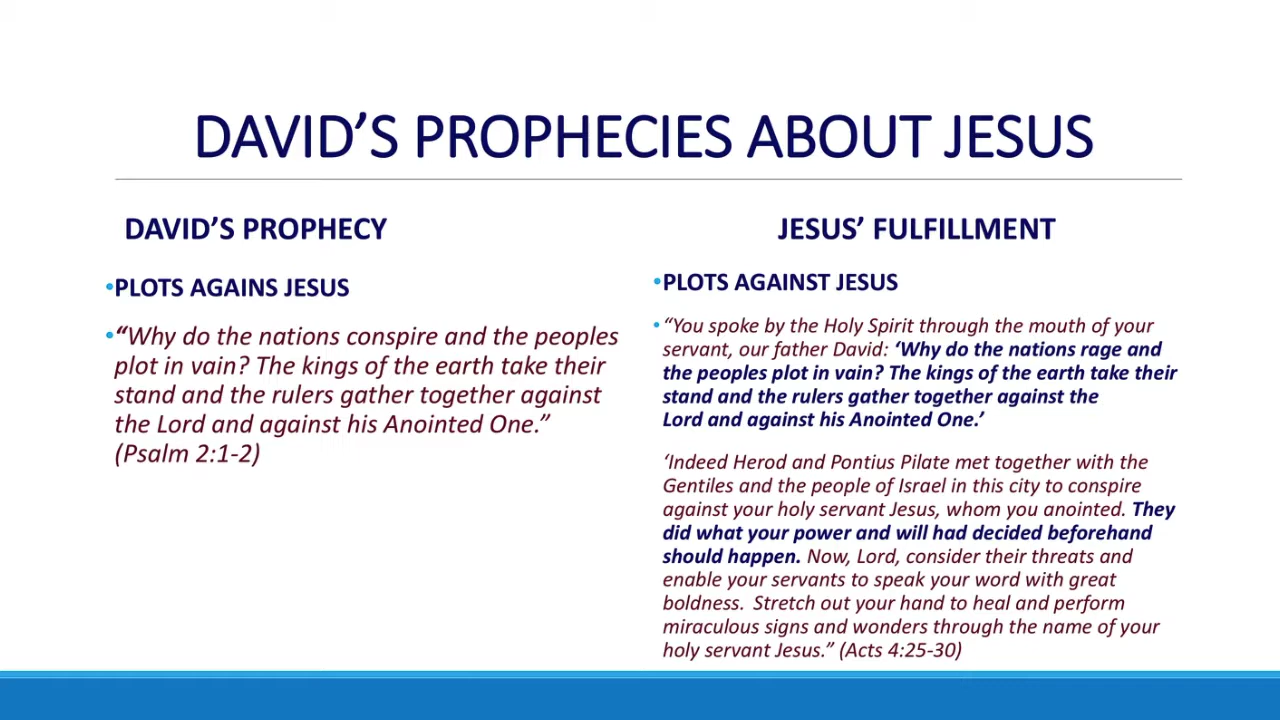 DAVID’S PROPHECIES ABOUT JESUS
DAVID’S PROPHECY
•PLOTS AGAINS JESUS
•“Why do the nations conspire and the peoples
plot in vain? The kings of the earth take their
stand and the rulers gather together against
the Lord and against his Anointed One.”
(Psalm 2:1-2)
JESUS’ FULFILLMENT
•PLOTS AGAINST JESUS
•“You spoke by the Holy Spirit through the mouth of your
servant, our father David: ‘Why do the nations rage and
the peoples plot in vain? The kings of the earth take their
stand and the rulers gather together against the
Lord and against his Anointed One.’
‘Indeed Herod and Pontius Pilate met together with the
Gentiles and the people of Israel in this city to conspire
against your holy servant Jesus, whom you anointed. They
did what your power and will had decided beforehand
should happen. Now, Lord, consider their threats and
enable your servants to speak your word with great
boldness.  Stretch out your hand to heal and perform
miraculous signs and wonders through the name of your
holy servant Jesus.” (Acts 4:25-30)